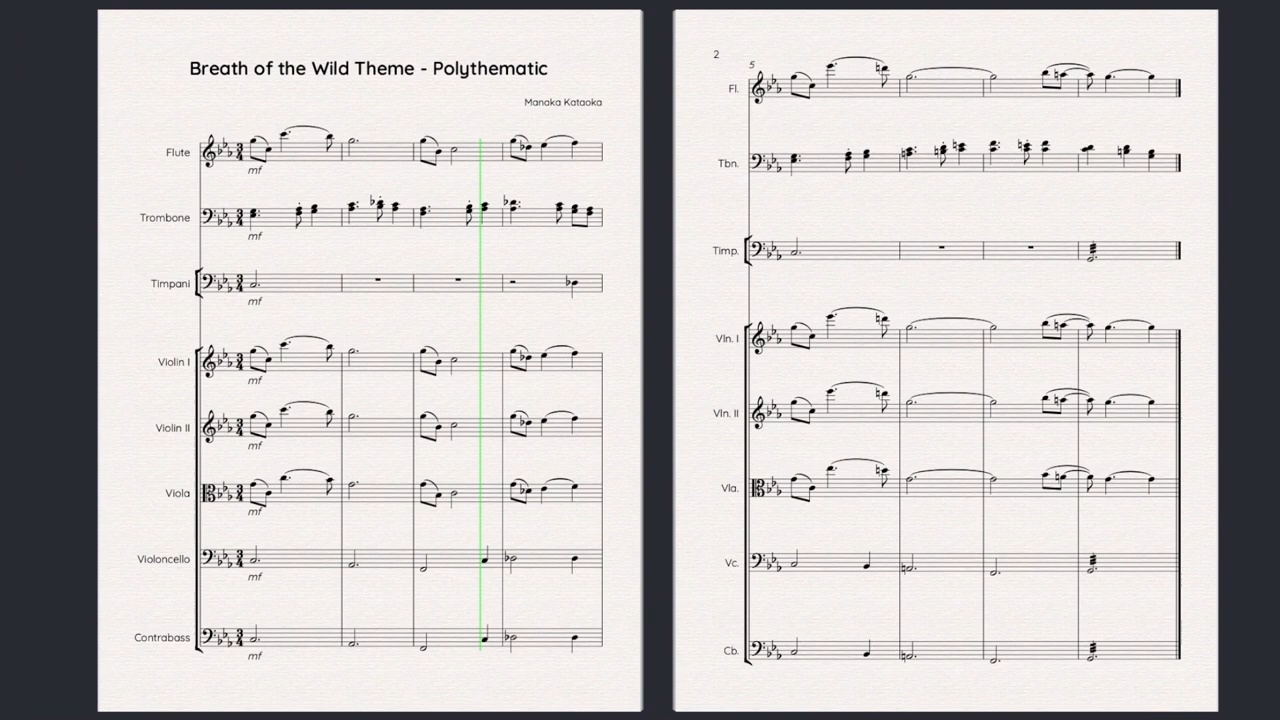 Breath of the Wild Theme - Polythematic
Manaka Kataoka
Flute
mf
Trombone
mf
Timpani
mf
Violin I
mf
Violin II
mf
Viola
mf
Violoncello
mf
Contrabass
mf
2
5
Fl.
Tbn.
Timp.
Vln. I
Vln. II
Vla.
Vc.
Cb.